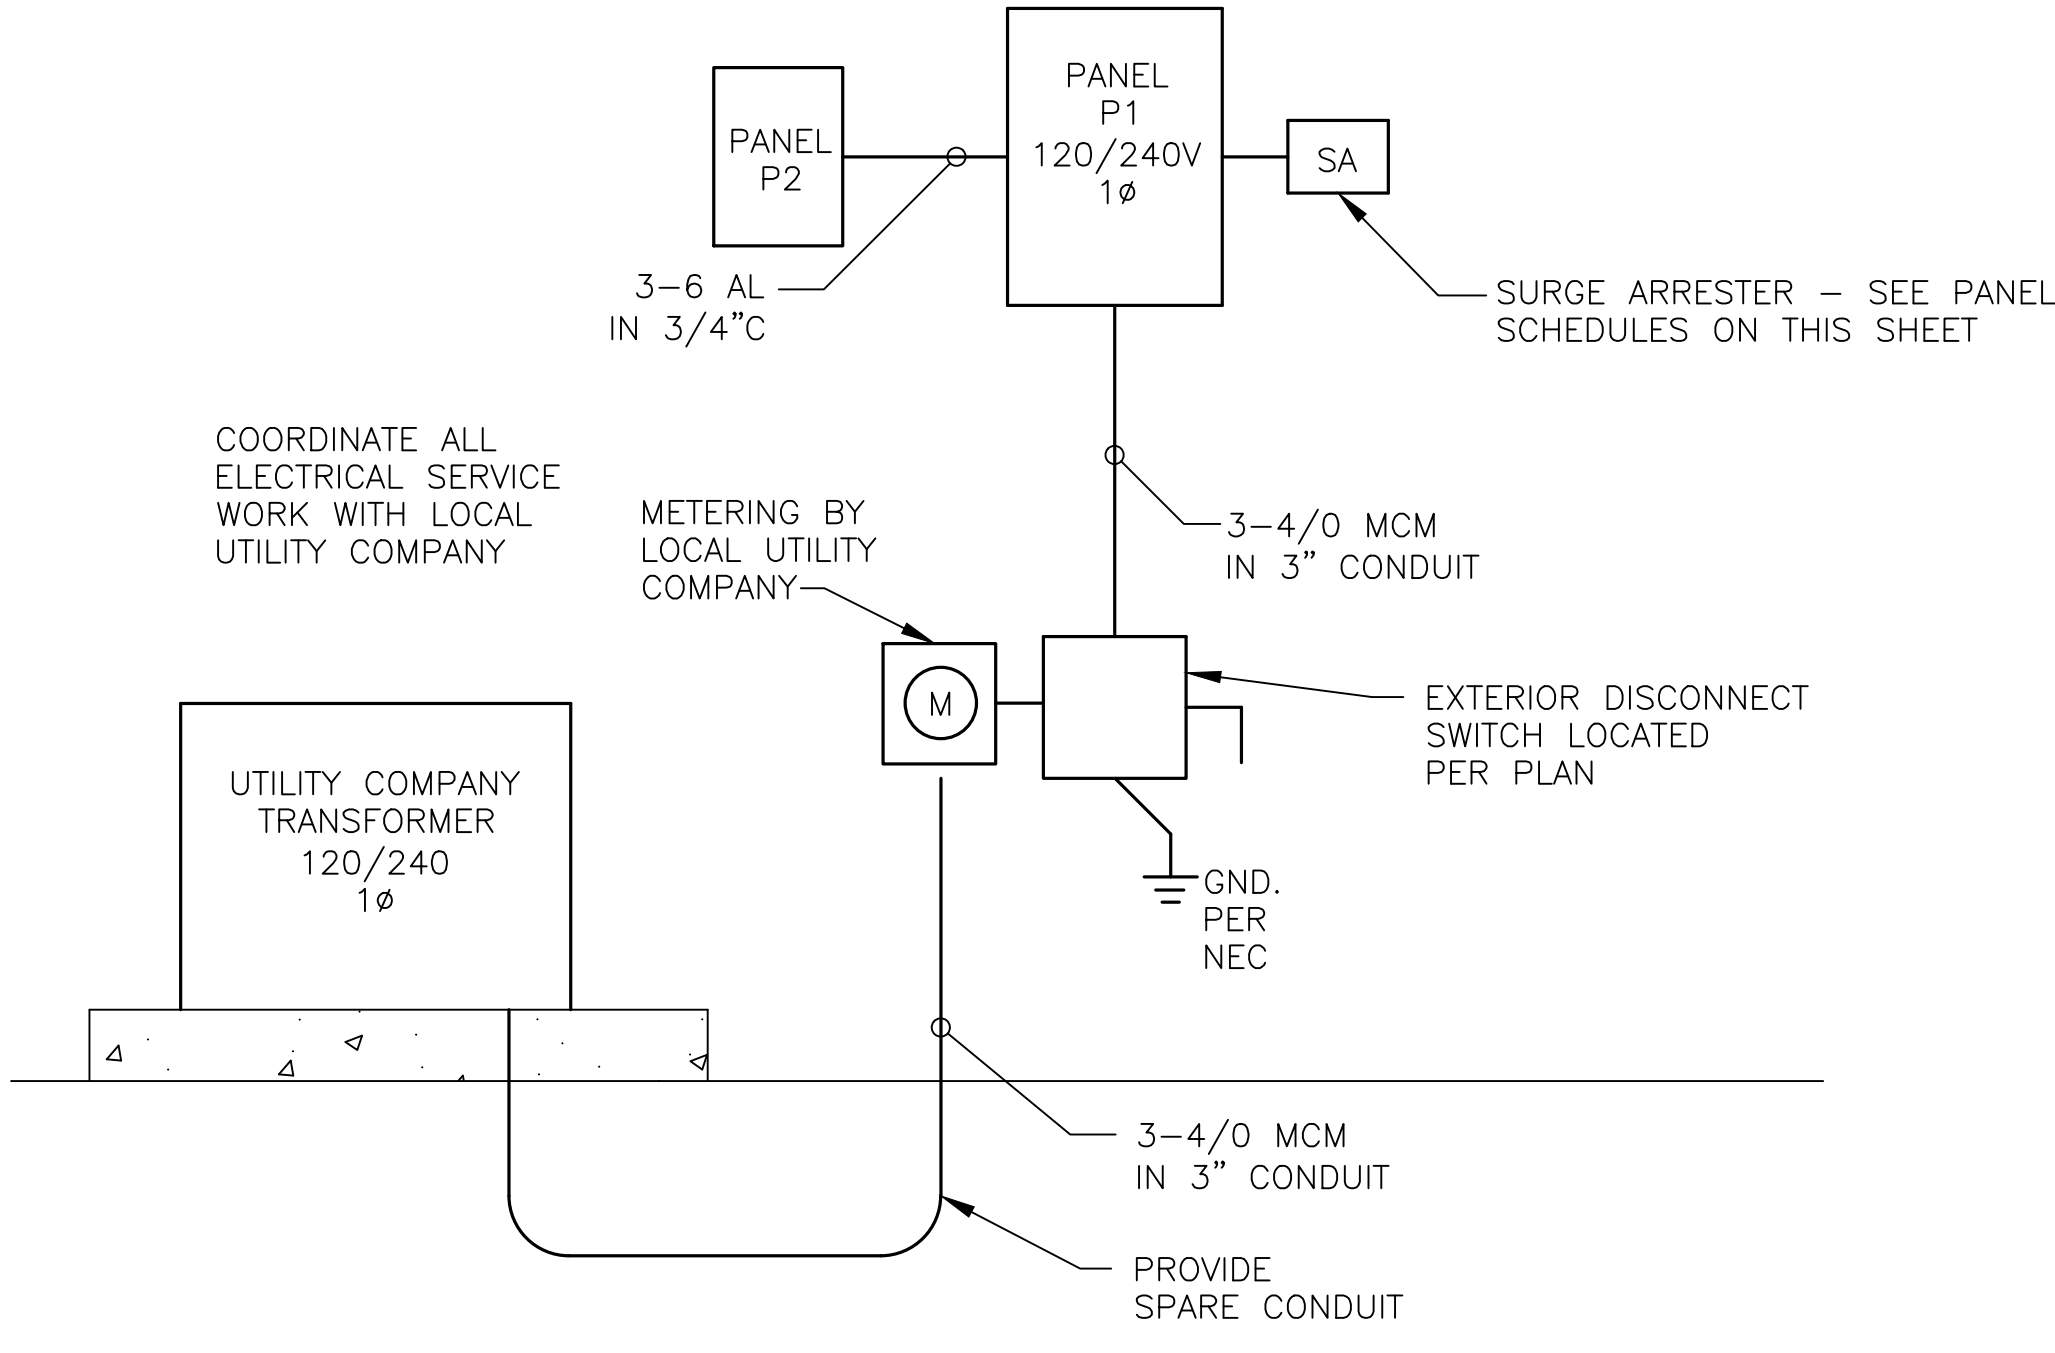 PANEL
P1
120/240V
1ø
PANEL
P2
SA
3-6 AL
IN 3/4”C
SURGE ARRESTER – SEE PANEL
SCHEDULES ON THIS SHEET
COORDINATE ALL
ELECTRICAL SERVICE
WORK WITH LOCAL
UTILITY COMPANY
METERING BY
LOCAL UTILITY
COMPANY
3-4/0 MCM
IN 3” CONDUIT
M
EXTERIOR DISCONNECT
SWITCH LOCATED
PER PLAN
UTILITY COMPANY
TRANSFORMER
120/240
1ø
GND.
PER
NEC
3-4/0 MCM
IN 3” CONDUIT
PROVIDE
SPARE CONDUIT